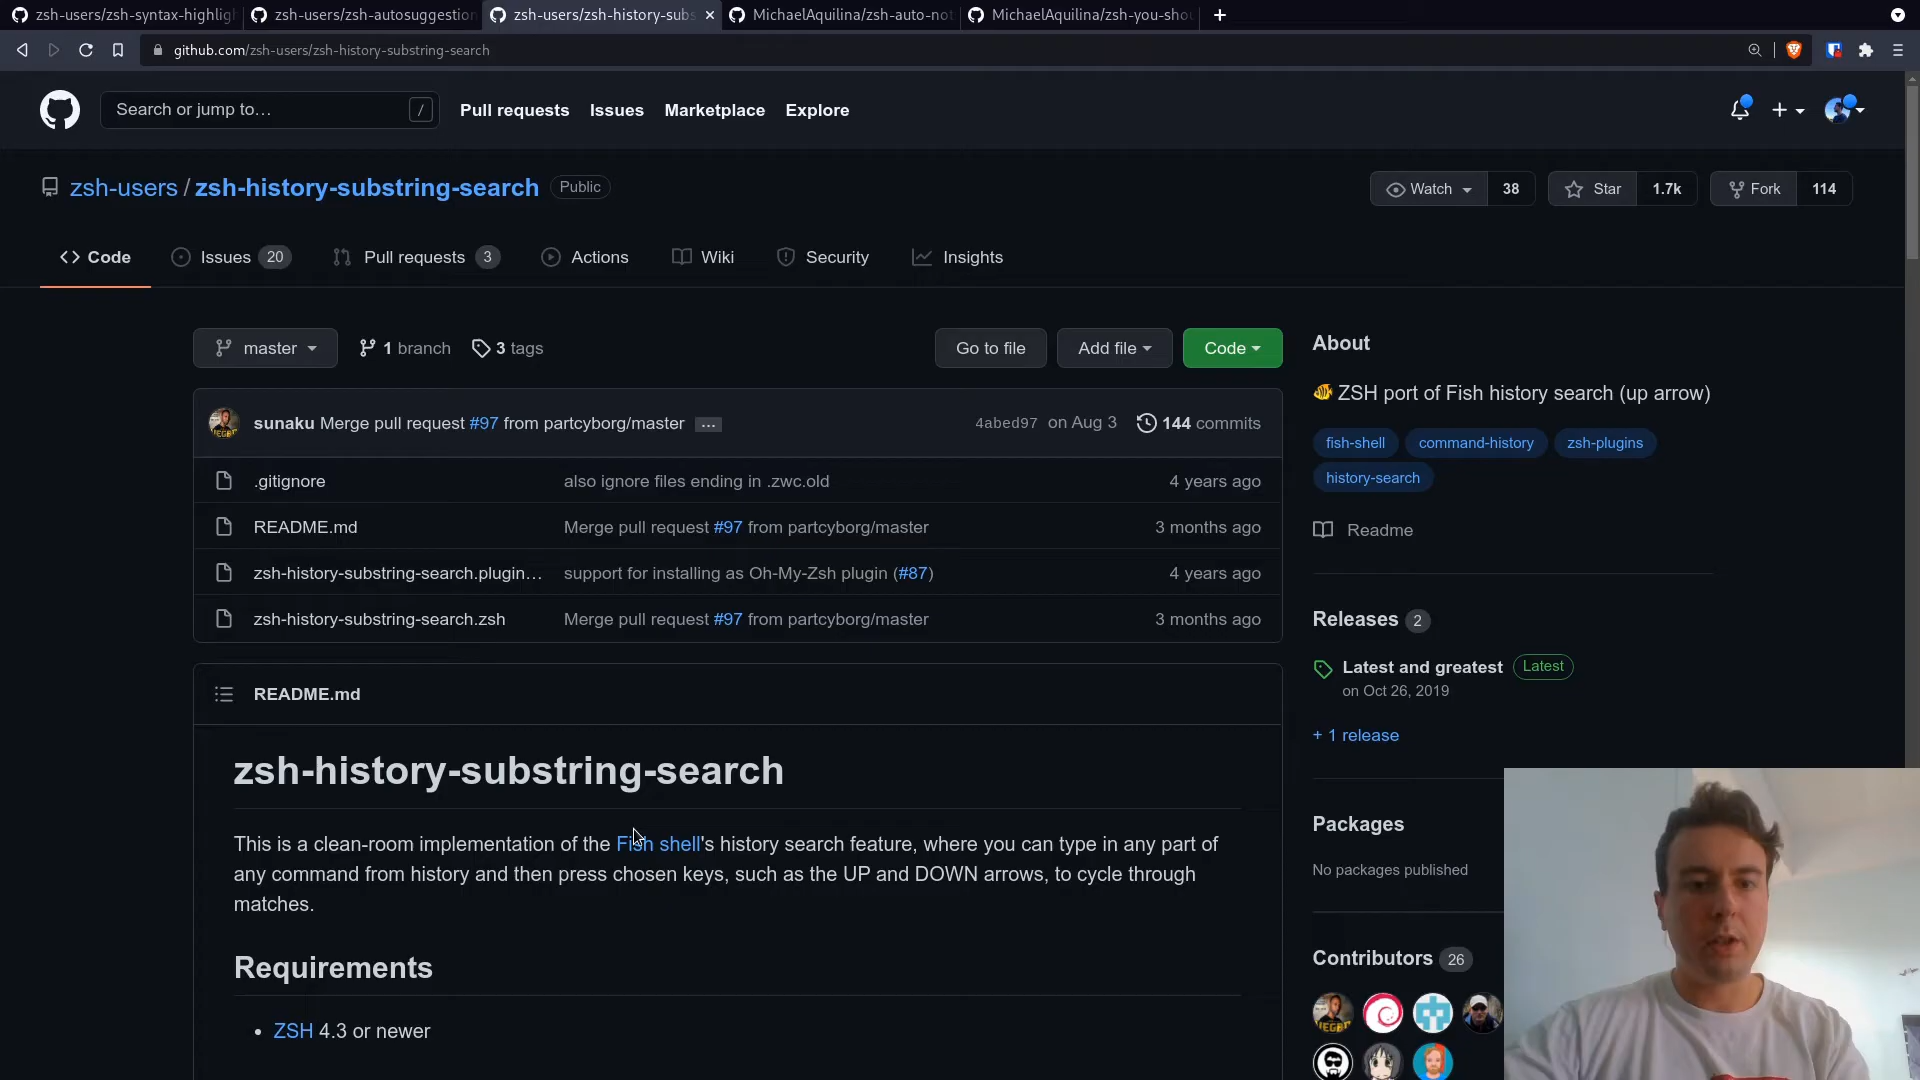 zsh-users/zsh-syntax-highligh
zsh-users/zsh-autosuggestion
zsh-users/zsh-history-subs
MichaelAquilina/zsh-auto-not
MichaelAquilina/zsh-you-shou
github.com/zsh-users/zsh-history-substring-search
Search or jump to…
/
Pull requests
Issues
Marketplace
Explore
zsh-users / zsh-history-substring-search
Public
Watch 38
Star 1.7k
Fork 114
Code
Issues 20
Pull requests 3
Actions
Wiki
Security
Insights
master
1 branch
3 tags
Go to file
Add file
Code
sunaku Merge pull request #97 from partcyborg/master ...
4abed97 on Aug 3
144 commits
.gitignore
also ignore files ending in .zwc.old
4 years ago
README.md
Merge pull request #97 from partcyborg/master
3 months ago
zsh-history-substring-search.plugin…
support for installing as Oh-My-Zsh plugin (#87)
4 years ago
zsh-history-substring-search.zsh
Merge pull request #97 from partcyborg/master
3 months ago
README.md
zsh-history-substring-search
This is a clean-room implementation of the Fish shell's history search feature, where you can type in any part of
any command from history and then press chosen keys, such as the UP and DOWN arrows, to cycle through
matches.
Requirements
• ZSH 4.3 or newer
About
ZSH port of Fish history search (up arrow)
fish-shell
command-history
zsh-plugins
history-search
Readme
Releases 2
Latest and greatest
Latest
on Oct 26, 2019
+ 1 release
Packages
No packages published
Contributors 26